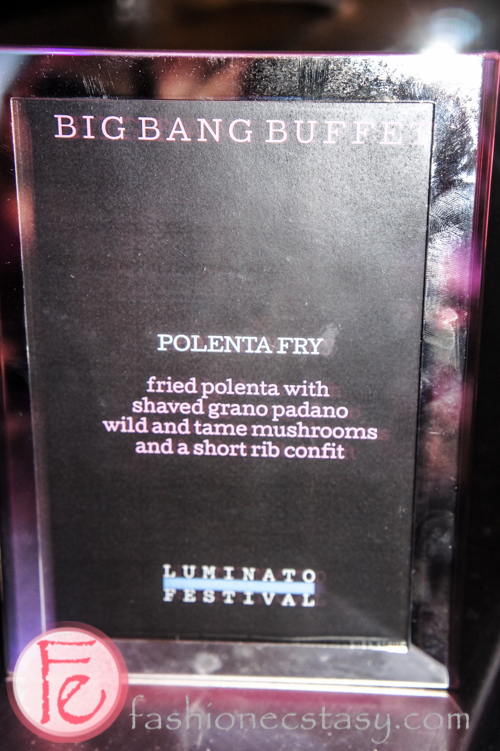 BIG BANG BUFFET
POLENTA FRY
fried polenta with
shaved grano padano
wild and tame mushrooms
and a short rib confit
LUMINATO
FESTIVAL
Fe
fashionecstasy.com